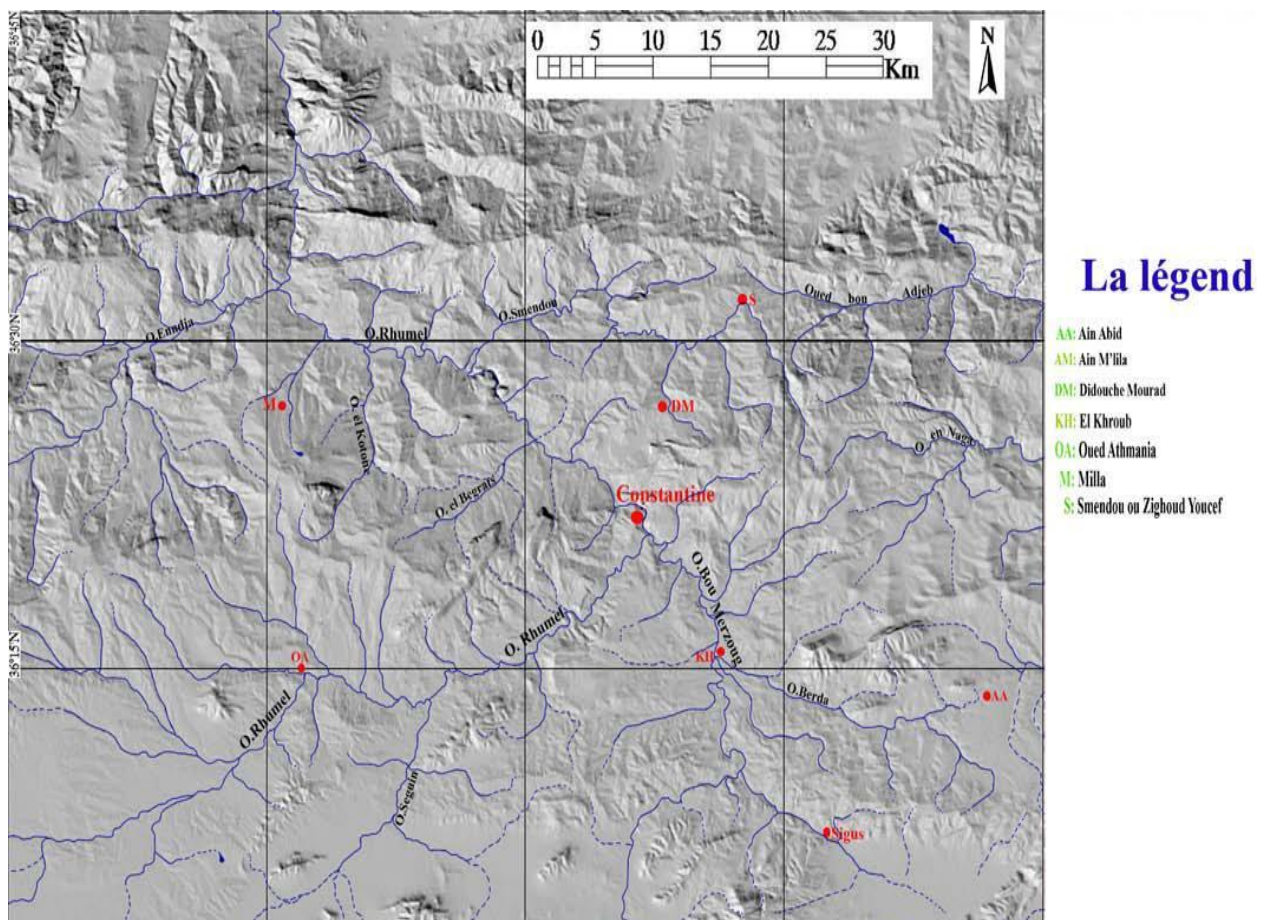 36°45'N
0 5 10 15 20 25 30
Km
N
S
Oued bou Adjeb
O.Smendou
O.Enndja
O.Rhumel
36°30'N
M
DM
O. el Kotone
O. en Naga
O. el Begrats
Constantine
O.Bou Merzoug
O. Rhumel
36°15'N
OA
KH
O.Rhumel
O.Berda
AA
O.Seguin
Sigus
La légend
AA: Ain Abid
AM: Ain M'lila
DM: Didouche Mourad
KH: El Khroub
OA: Oued Athmania
M: Milla
S: Smendou ou Zighoud Youcef